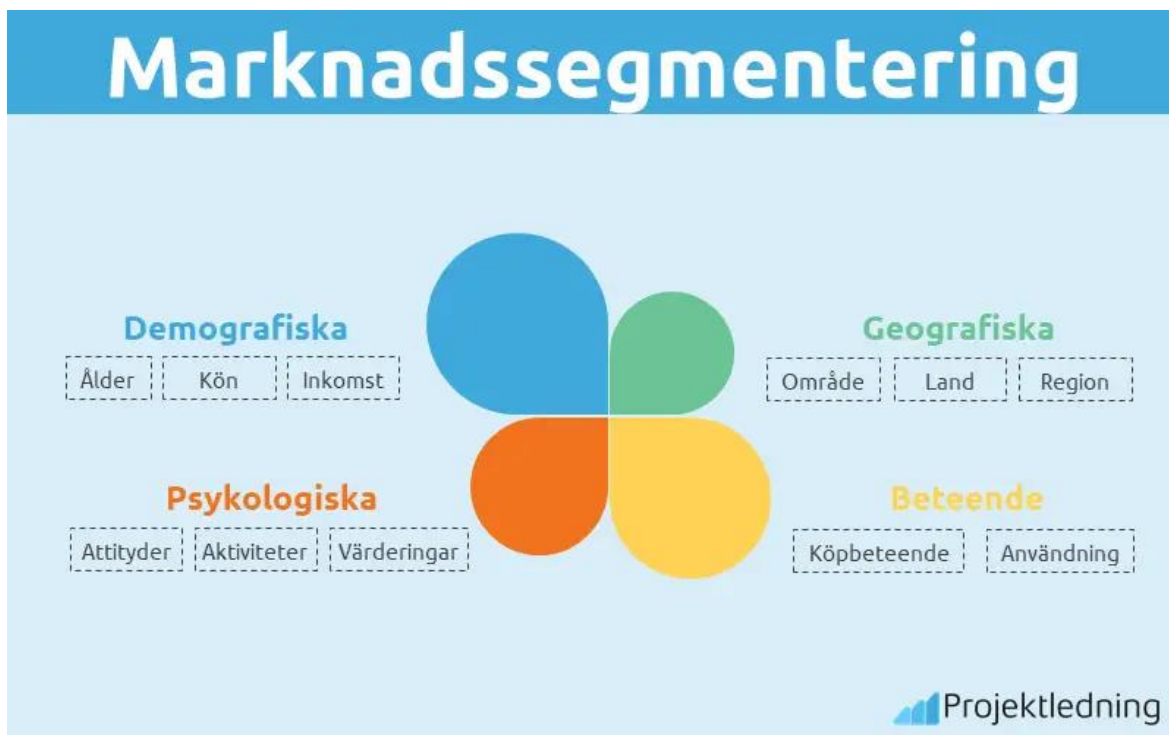 Marknadssegmentering
Demografiska
Ålder Kön Inkomst
Geografiska
Område Land Region
Psykologiska
Attityder Aktiviteter Värderingar
Beteende
Köpbeteende Användning
Projektledning